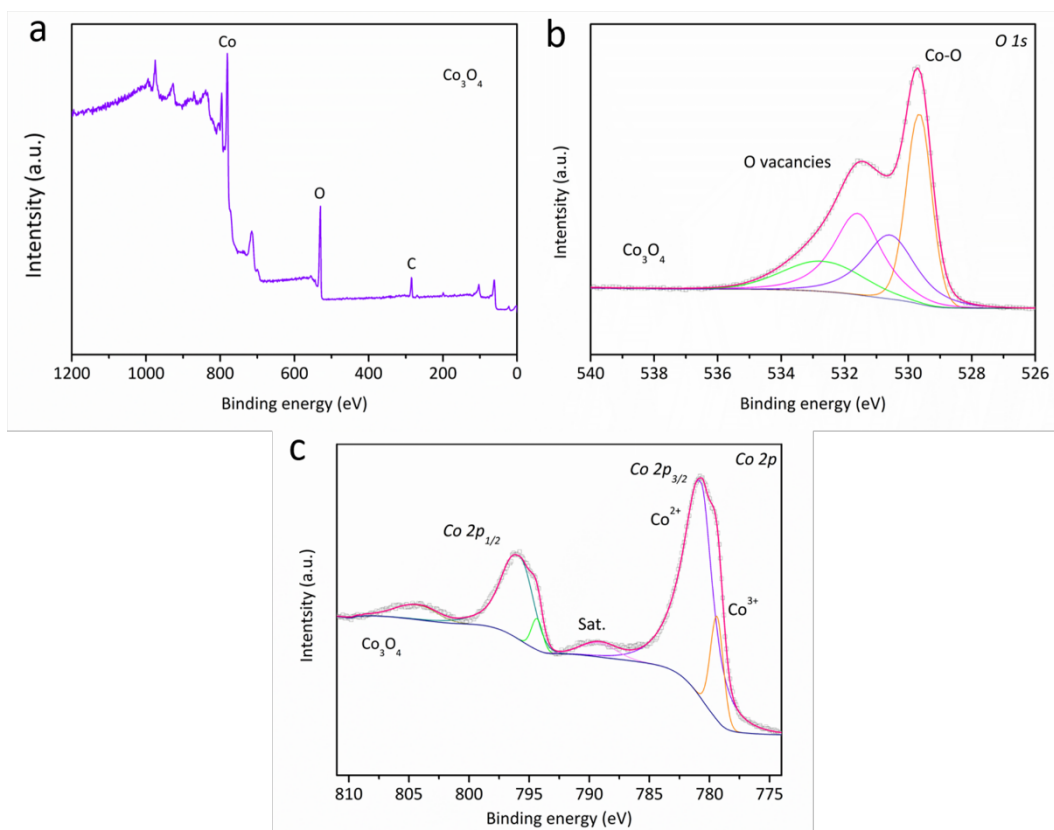 a
Co
Co₃O₄
O
C
Intentsity (a.u.)
1200 1000 800 600 400 200 0
Binding energy (eV)
b
O 1s
Co-O
O vacancies
Co₃O₄
Intentsity (a.u.)
540 538 536 534 532 530 528 526
Binding energy (eV)
c
Co 2p
Co 2p3/2
Co²⁺
Co 2p1/2
Co³⁺
Sat.
Co₃O₄
Intentsity (a.u.)
810 805 800 795 790 785 780 775
Binding energy (eV)